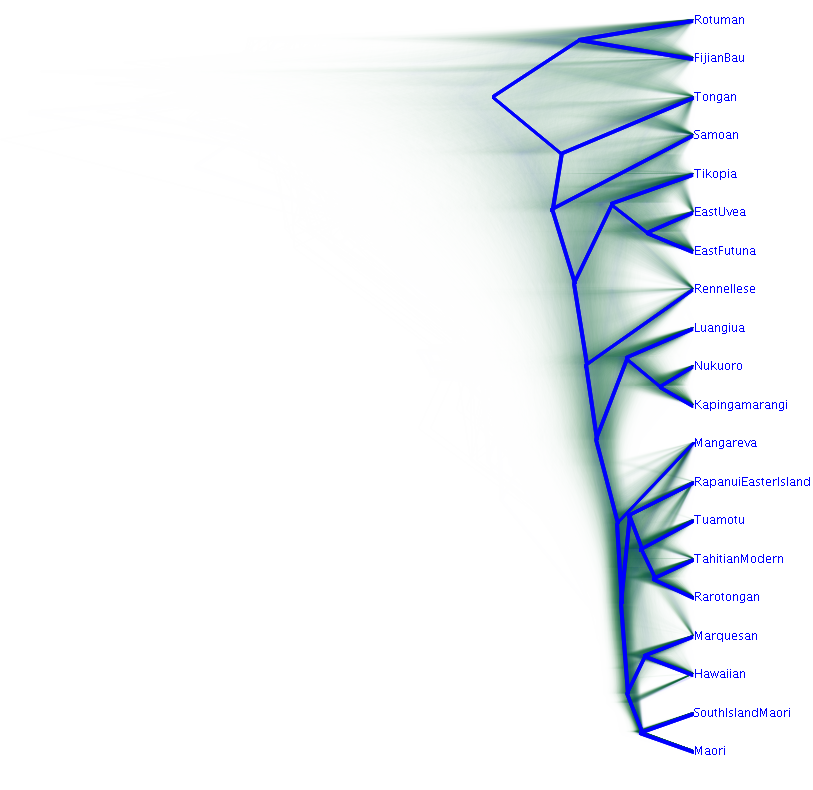 Rotuman
FijianBau
Tongan
Samoan
Tikopia
EastUvea
EastFutuna
Rennellese
Luangiua
Nukuoro
Kapingamarangi
Mangareva
RapanuiEasterIsland
Tuamotu
TahitianModern
Rarotongan
Marquesan
Hawaiian
SouthIslandMaori
Maori